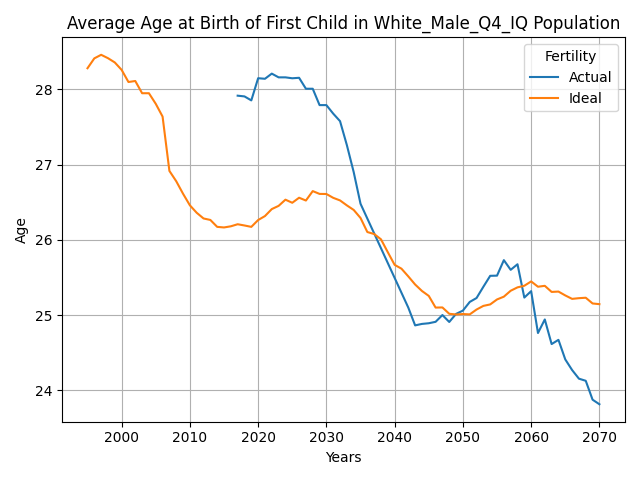 Average Age at Birth of First Child in White_Male_Q4_IQ Population
Fertility
Actual
Ideal
Age
28
27
26
25
24
2000 2010 2020 2030 2040 2050 2060 2070
Years